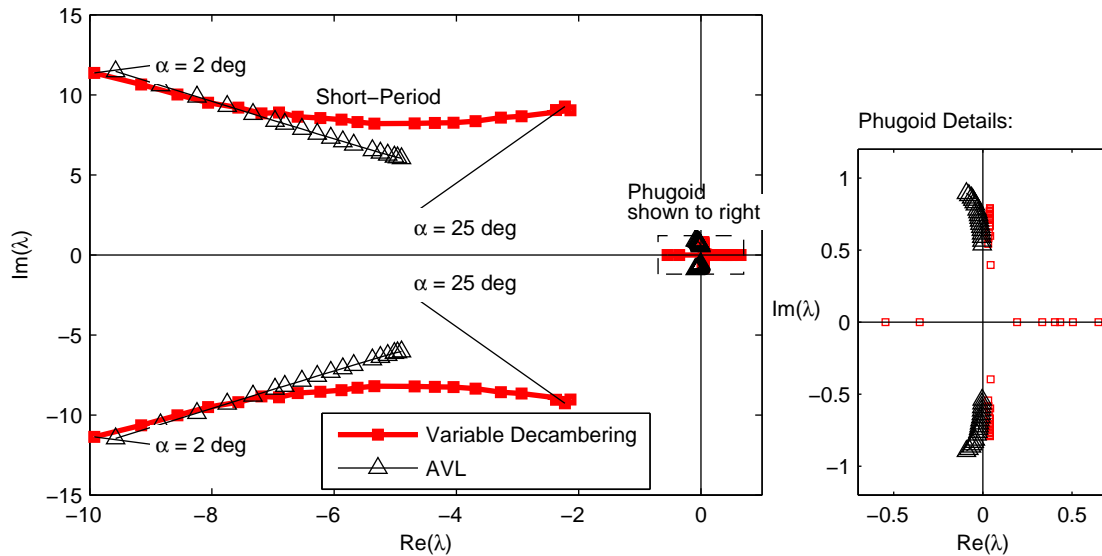 15
10
5
0
−5
−10
−15
−10
−8
−6
−4
−2
0
Re(λ)
Im(λ)
α = 2 deg
Short−Period
α = 25 deg
α = 25 deg
α = 2 deg
Phugoid
shown to right
Variable Decambering
AVL
Phugoid Details:
1
0.5
0
−0.5
−1
Im(λ)
−0.5
0
0.5
Re(λ)